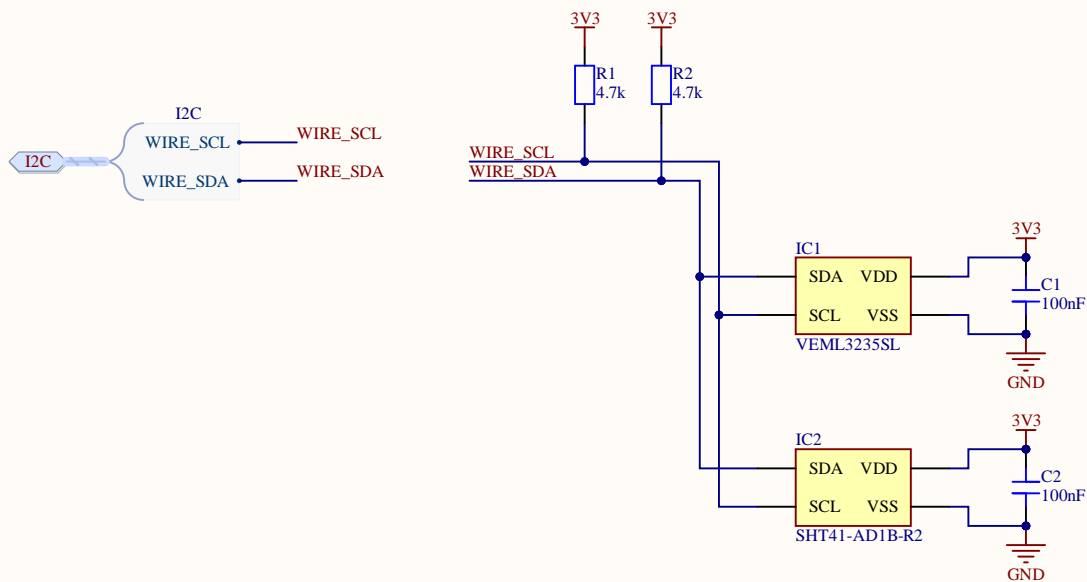 3V3
3V3
R1
4.7k
R2
4.7k
I2C
I2C
WIRE_SCL
WIRE_SCL
WIRE_SDA
WIRE_SDA
WIRE_SCL
WIRE_SDA
IC1
SDA VDD
SCL VSS
VEML3235SL
3V3
C1
100nF
GND
IC2
SDA VDD
SCL VSS
SHT41-AD1B-R2
3V3
C2
100nF
GND